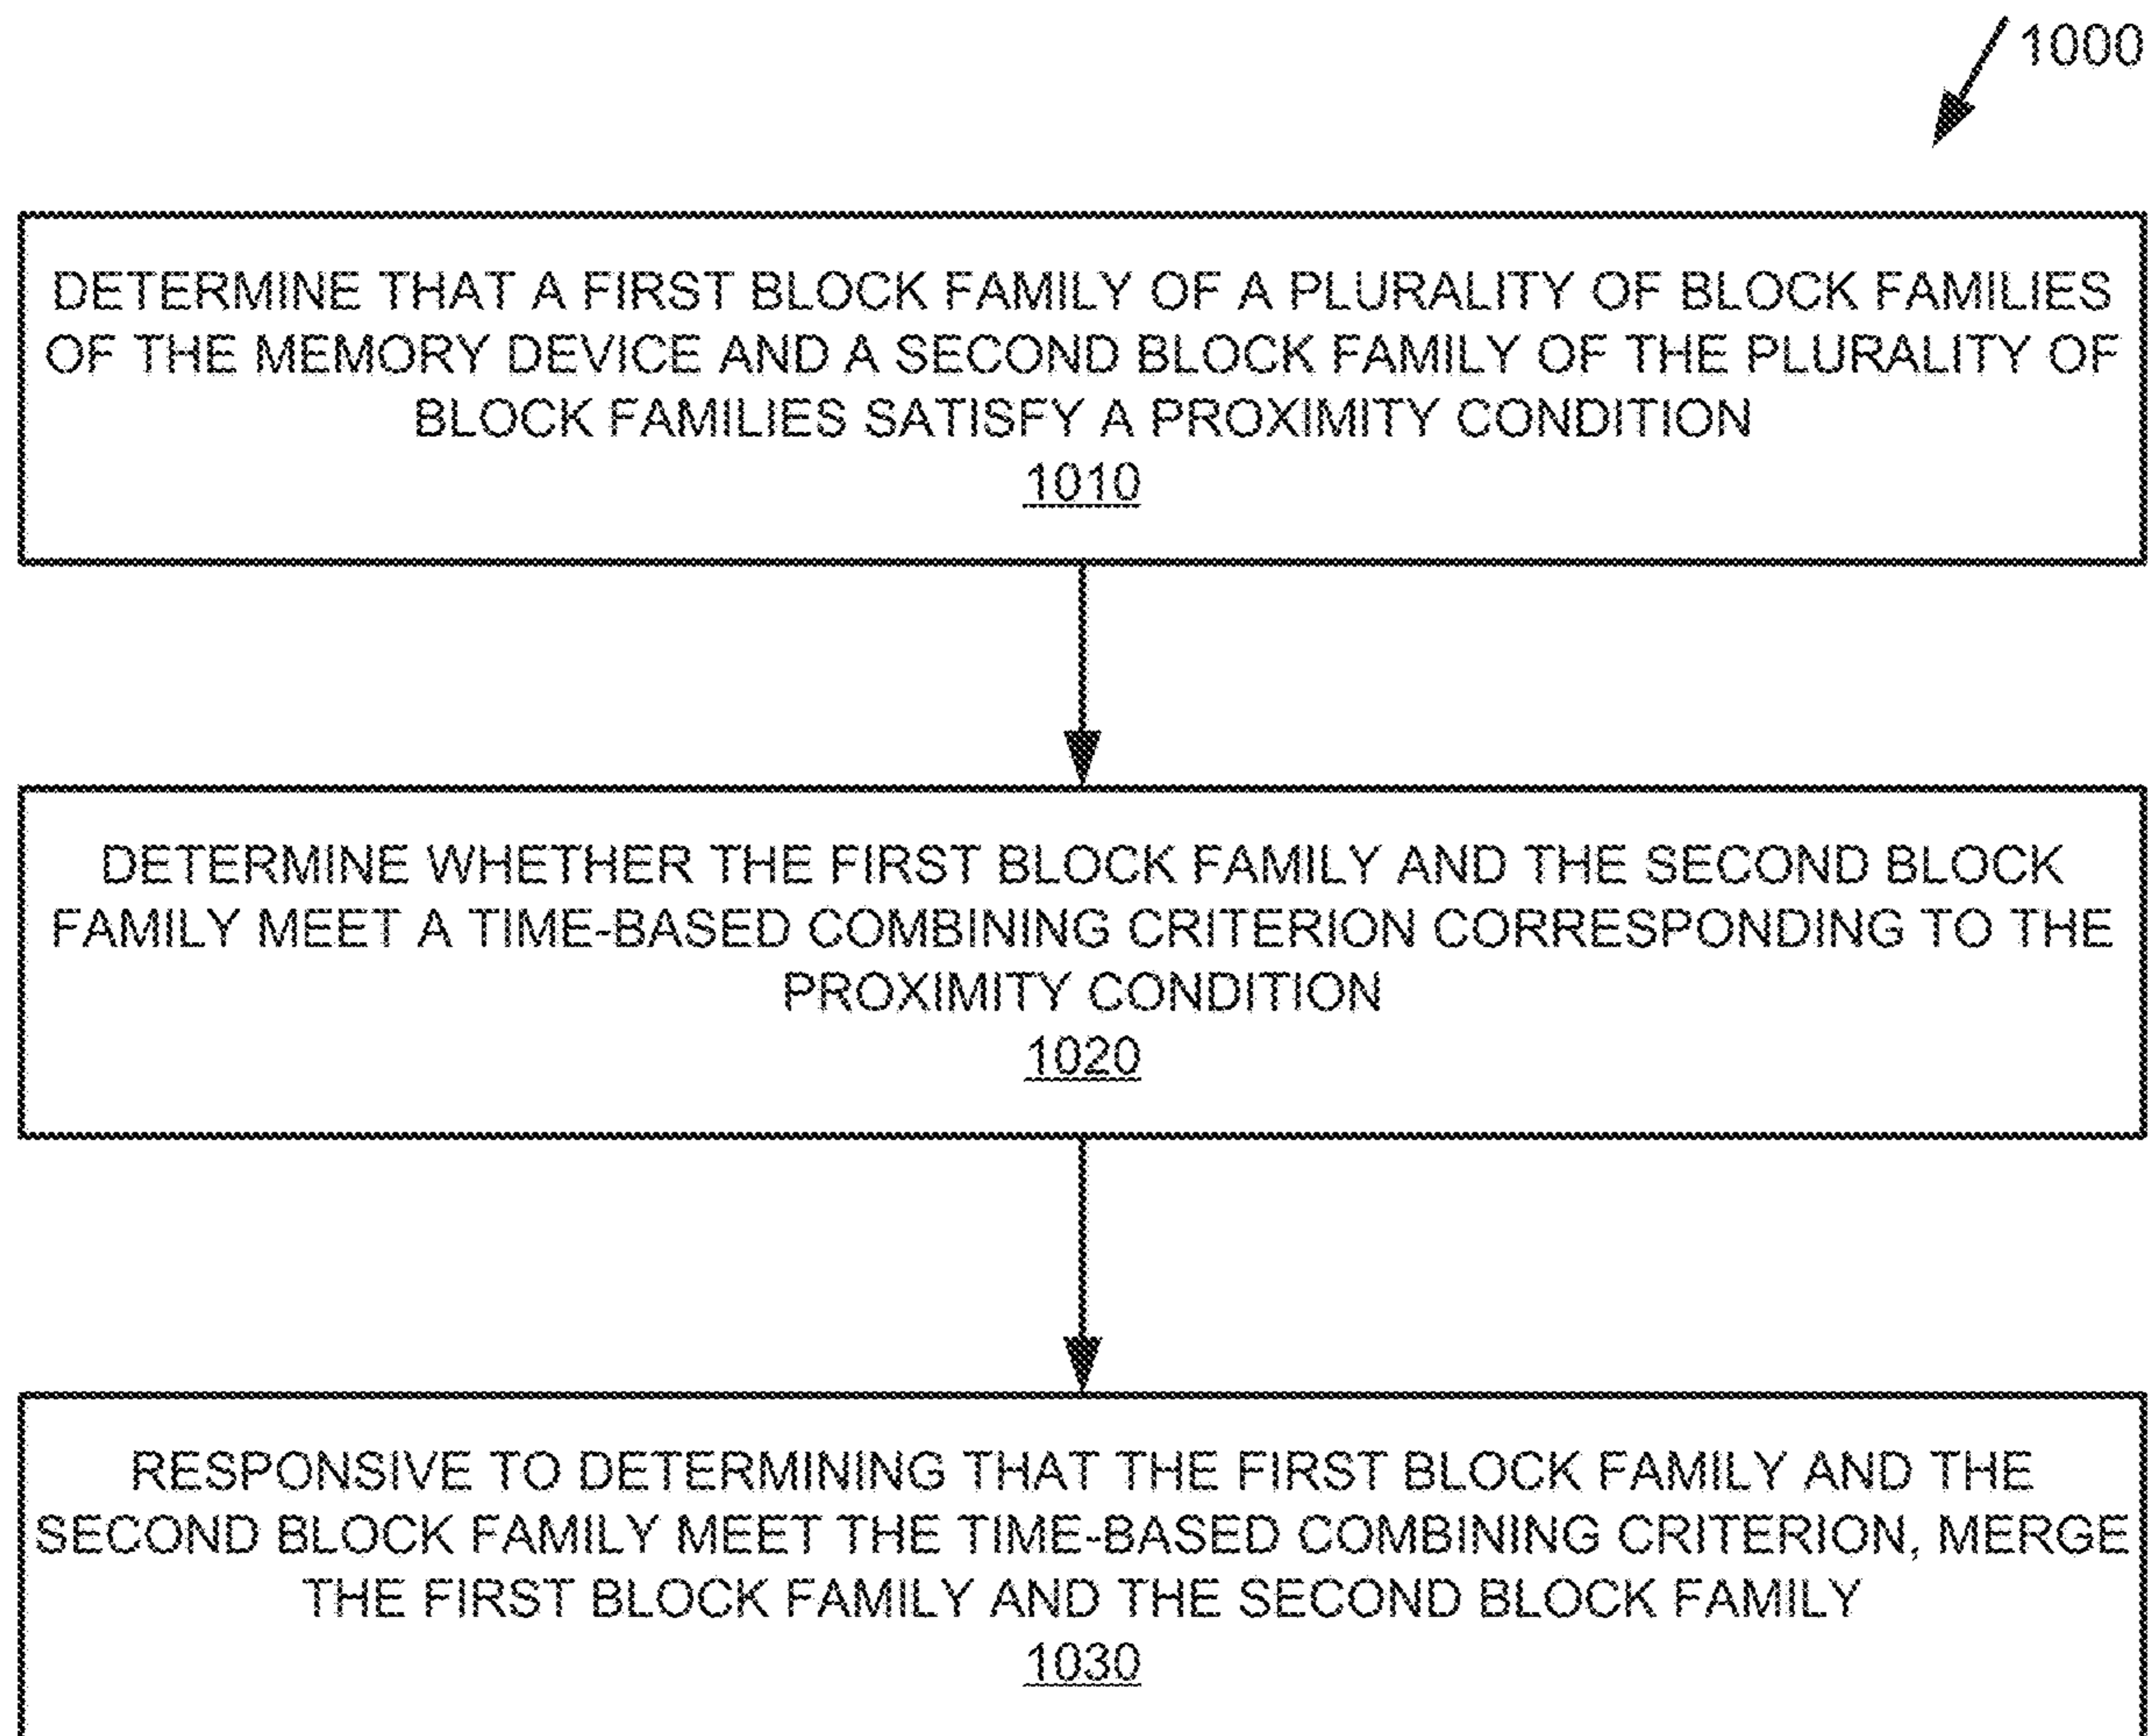 1000
DETERMINE THAT A FIRST BLOCK FAMILY OF A PLURALITY OF BLOCK FAMILIES
OF THE MEMORY DEVICE AND A SECOND BLOCK FAMILY OF THE PLURALITY OF
BLOCK FAMILIES SATISFY A PROXIMITY CONDITION
1010
DETERMINE WHETHER THE FIRST BLOCK FAMILY AND THE SECOND BLOCK
FAMILY MEET A TIME-BASED COMBINING CRITERION CORRESPONDING TO THE
PROXIMITY CONDITION
1020
RESPONSIVE TO DETERMINING THAT THE FIRST BLOCK FAMILY AND THE
SECOND BLOCK FAMILY MEET THE TIME-BASED COMBINING CRITERION, MERGE
THE FIRST BLOCK FAMILY AND THE SECOND BLOCK FAMILY
1030